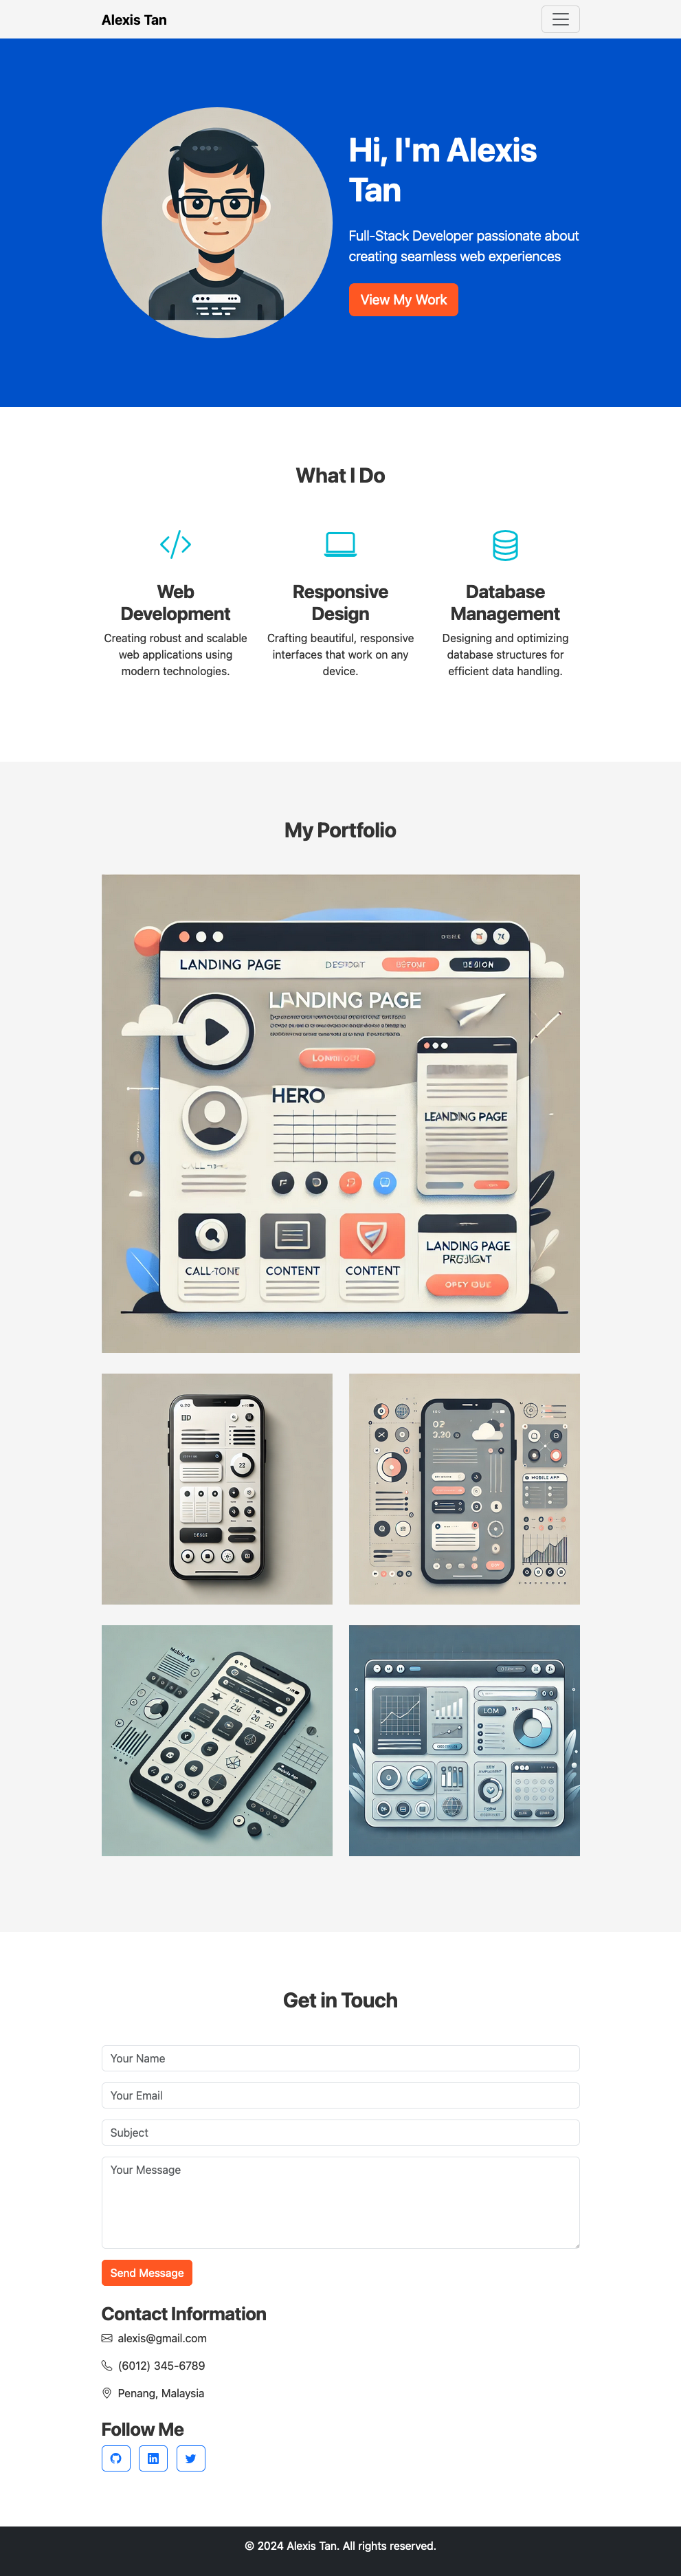 Alexis Tan
Hi, I'm Alexis
Tan
Full-Stack Developer passionate about
creating seamless web experiences
View My Work
What I Do
Web
Development
Creating robust and scalable
web applications using
modern technologies.
Responsive
Design
Crafting beautiful, responsive
interfaces that work on any
device.
Database
Management
Designing and optimizing
database structures for
efficient data handling.
My Portfolio
LANDING PAGE
LANDING PAGE
HERO
LEANDING PAGE
CALL-TONE
CONTENT
CONTENT
LANDING PAGE
MOBILE APP
Mobile App
LOM
Get in Touch
Your Name
Your Email
Subject
Your Message
Send Message
Contact Information
alexis@gmail.com
(6012) 345-6789
Penang, Malaysia
Follow Me
© 2024 Alexis Tan. All rights reserved.